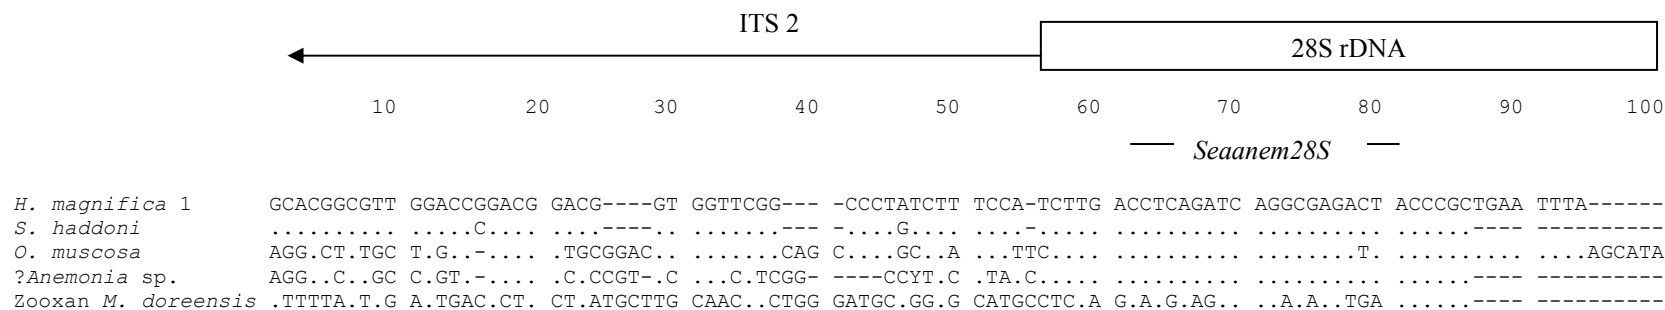 ITS 2
28S rDNA
10 20 30 40 50 60 70 80 90 100
Seaanem28S
H. magnifica 1 GCACGGCGTT GGACCGGACG GACG----GT GGTTCGG--- -CCCTATCTT TCCA-TCTTG ACCTCAGATC AGGCGAGACT ACCCGCTGAA TTTA------
S. haddoni .......... .....C.... ....----.. .......--- -....G.... ....-..... .......... .......... ......---- ----------
O. muscosa AGG.CT.TGC T.G..-.... .TGCGGAC.. .......CAG C....GC..A ...TTC.... .......... ........T. .......... ....AGCATA
?Anemonia sp. AGG..C..GC C.GT.-.... .C.CCGT-.C ...C.TCGG- ----CCYT.C .TA.C..... .......... .......... ......---- ----------
Zooxan M. doreensis .TTTTA.T.G A.TGAC.CT. CT.ATGCTTG CAAC..CTGG GATGC.GG.G CATGCCTC.A G.A.G.AG.. ..A.A..TGA ......---- ----------